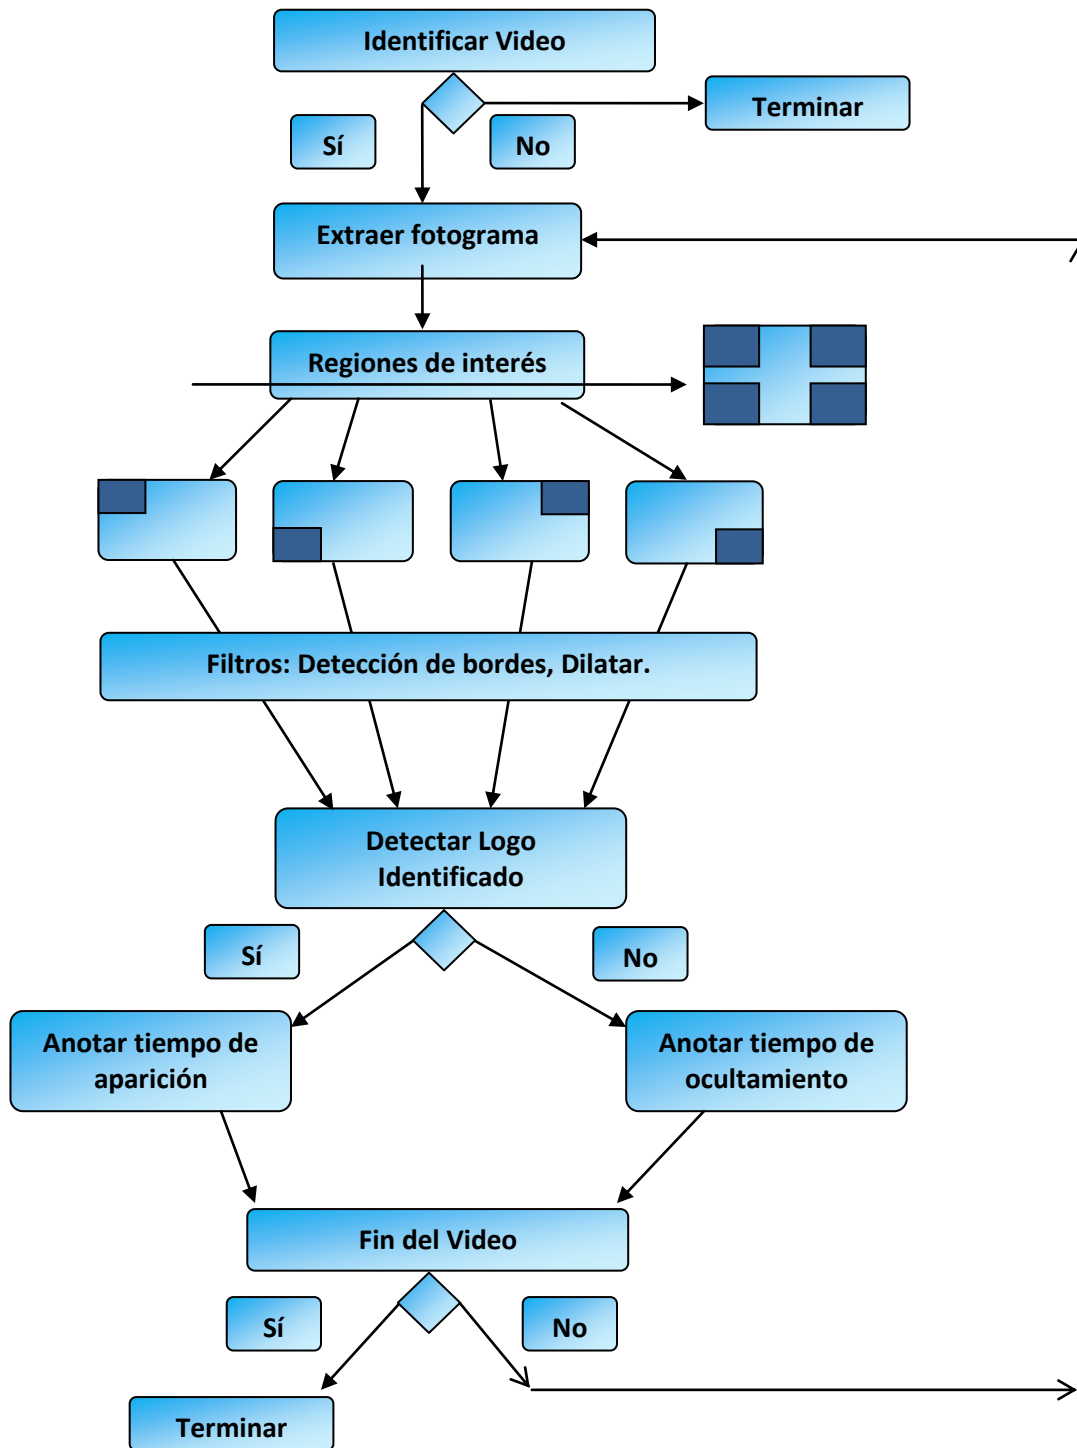 Identificar Video
Terminar
Sí
No
Extraer fotograma
Regiones de interés
Filtros: Detección de bordes, Dilatar.
Detectar Logo
Identificado
Sí
No
Anotar tiempo de
aparición
Anotar tiempo de
ocultamiento
Fin del Video
Sí
No
Terminar